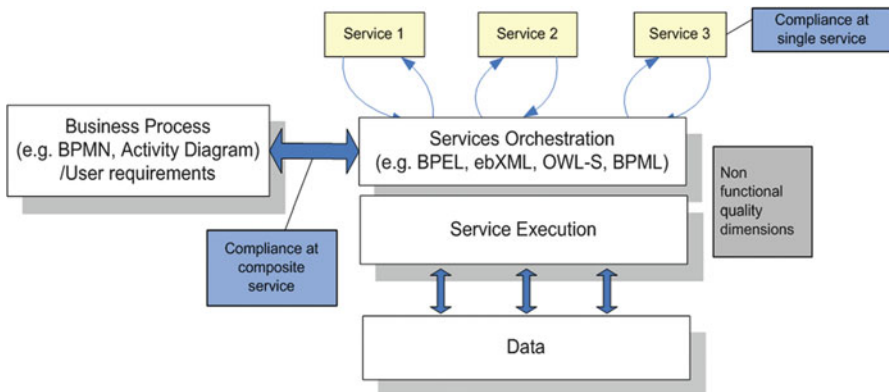 Service 1
Service 2
Service 3
Compliance at
single service
Business Process
(e.g. BPMN, Activity Diagram)
/User requirements
Services Orchestration
(e.g. BPEL, ebXML, OWL-S, BPML)
Non
functional
quality
dimensions
Compliance at
composite
service
Service Execution
Data